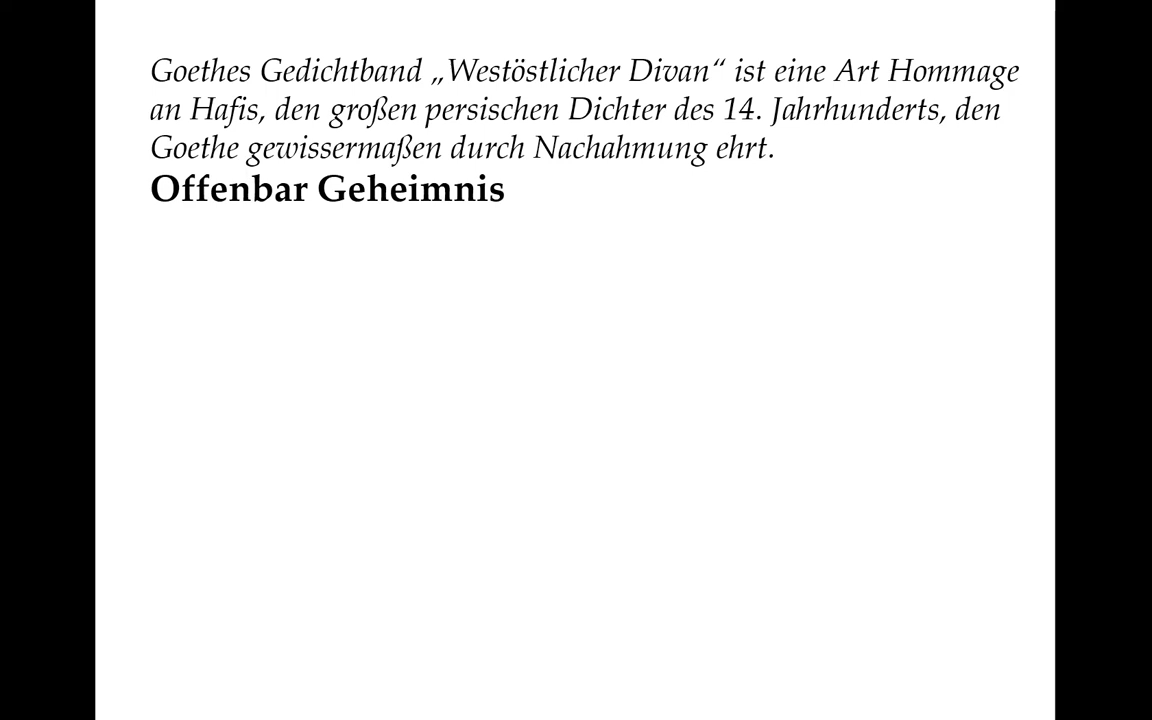 Goethes Gedichtband „Westöstlicher Divan“ ist eine Art Hommage
an Hafis, den großen persischen Dichter des 14. Jahrhunderts, den
Goethe gewissermaßen durch Nachahmung ehrt.
Offenbar Geheimnis